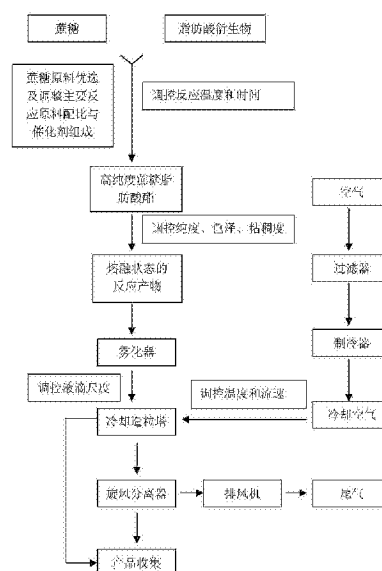 蔗糖
脂肪酸衍生物
蔗糖原料优选
及调整主要反
应原料配比与
催化剂组成
调控反应温度和时间
高纯度蔗糖脂
肪酸酯
空气
调控纯度、色泽、粘稠度
熔融状态的
反应产物
过滤器
雾化器
制冷器
调控液滴尺度
调控温度和流速
冷却造粒塔
冷却空气
旋风分离器
排风机
尾气
产品收集